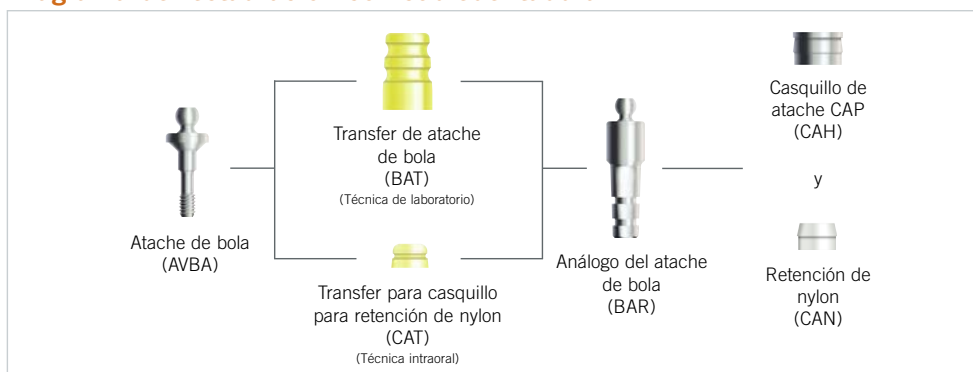 Atache de bola
(AVBA)
Transfer de atache
de bola
(BAT)
(Técnica de laboratorio)
Transfer para casquillo
para retención de nylon
(CAT)
(Técnica intraoral)
Análogo del atache
de bola
(BAR)
Casquillo de
atache CAP
(CAH)
y
Retención de
nylon
(CAN)